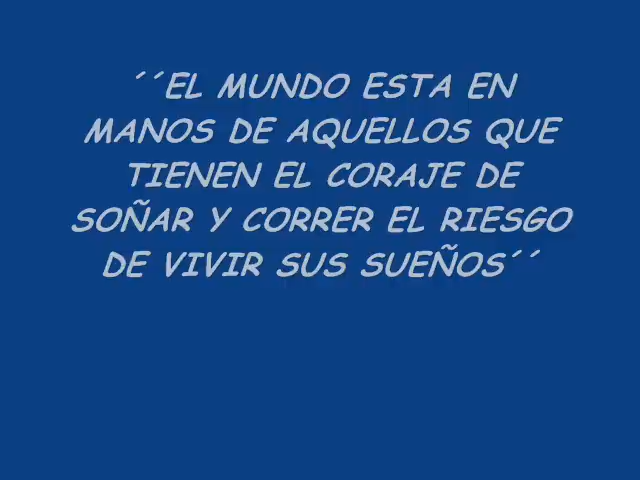 ´´EL MUNDO ESTA EN
MANOS DE AQUELLOS QUE
TIENEN EL CORAJE DE
SOÑAR Y CORRER EL RIESGO
DE VIVIR SUS SUEÑOS´´